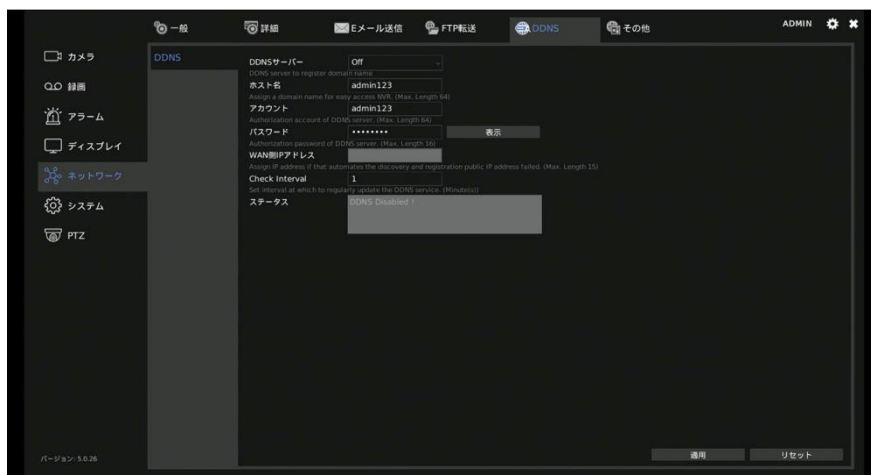 一般
詳細
Eメール送信
FTP転送
DDNS
その他
ADMIN
カメラ
録画
アラーム
ディスプレイ
ネットワーク
システム
PTZ
DDNS
DDNSサーバー Off
DDNS server to register domain name
ホスト名 admin123
Assign a domain name for easy access NVR. (Max. Length 64)
アカウント admin123
Authorization account of DDNS server. (Max. Length 64)
パスワード •••••••• 表示
Authorization password of DDNS server. (Max. Length 16)
WAN側IPアドレス
Assign IP address if that automates the discovery and registration public IP address failed. (Max. Length 15)
Check Interval 1
Set interval at which to regularly update the DDNS service. (Minute(s))
ステータス DDNS Disabled !
バージョン: 5.0.26
適用
リセット